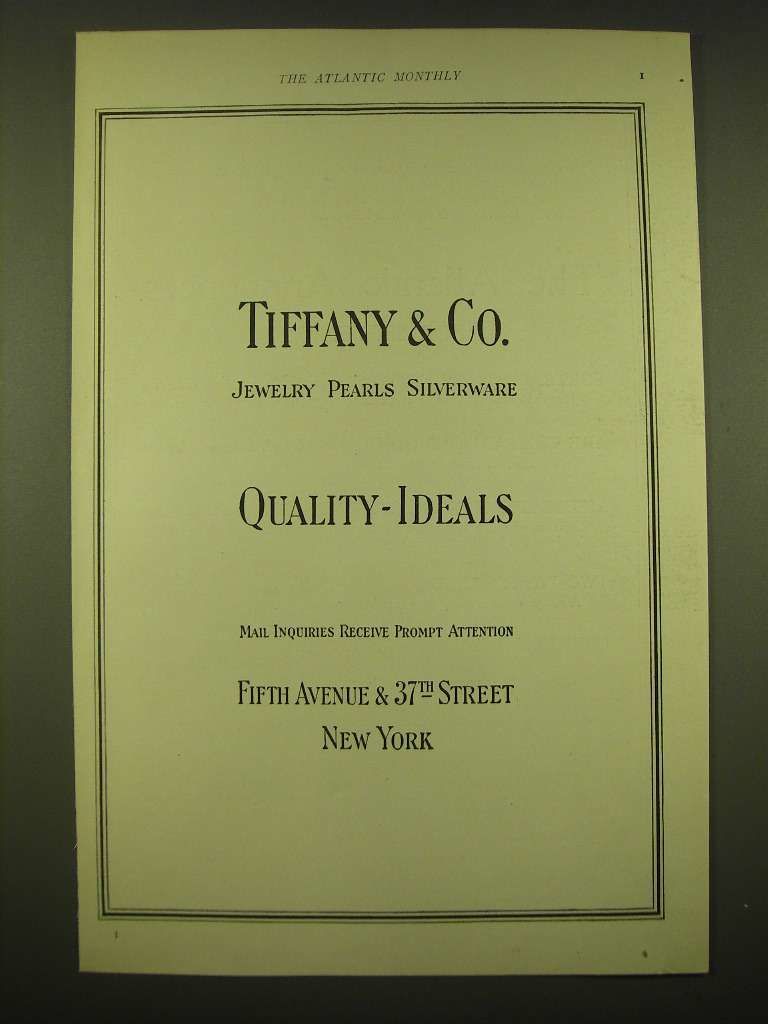 THE ATLANTIC MONTHLY 1
TIFFANY & CO.
JEWELRY PEARLS SILVERWARE
QUALITY-IDEALS
MAIL INQUIRIES RECEIVE PROMPT ATTENTION
FIFTH AVENUE & 37TH STREET
NEW YORK